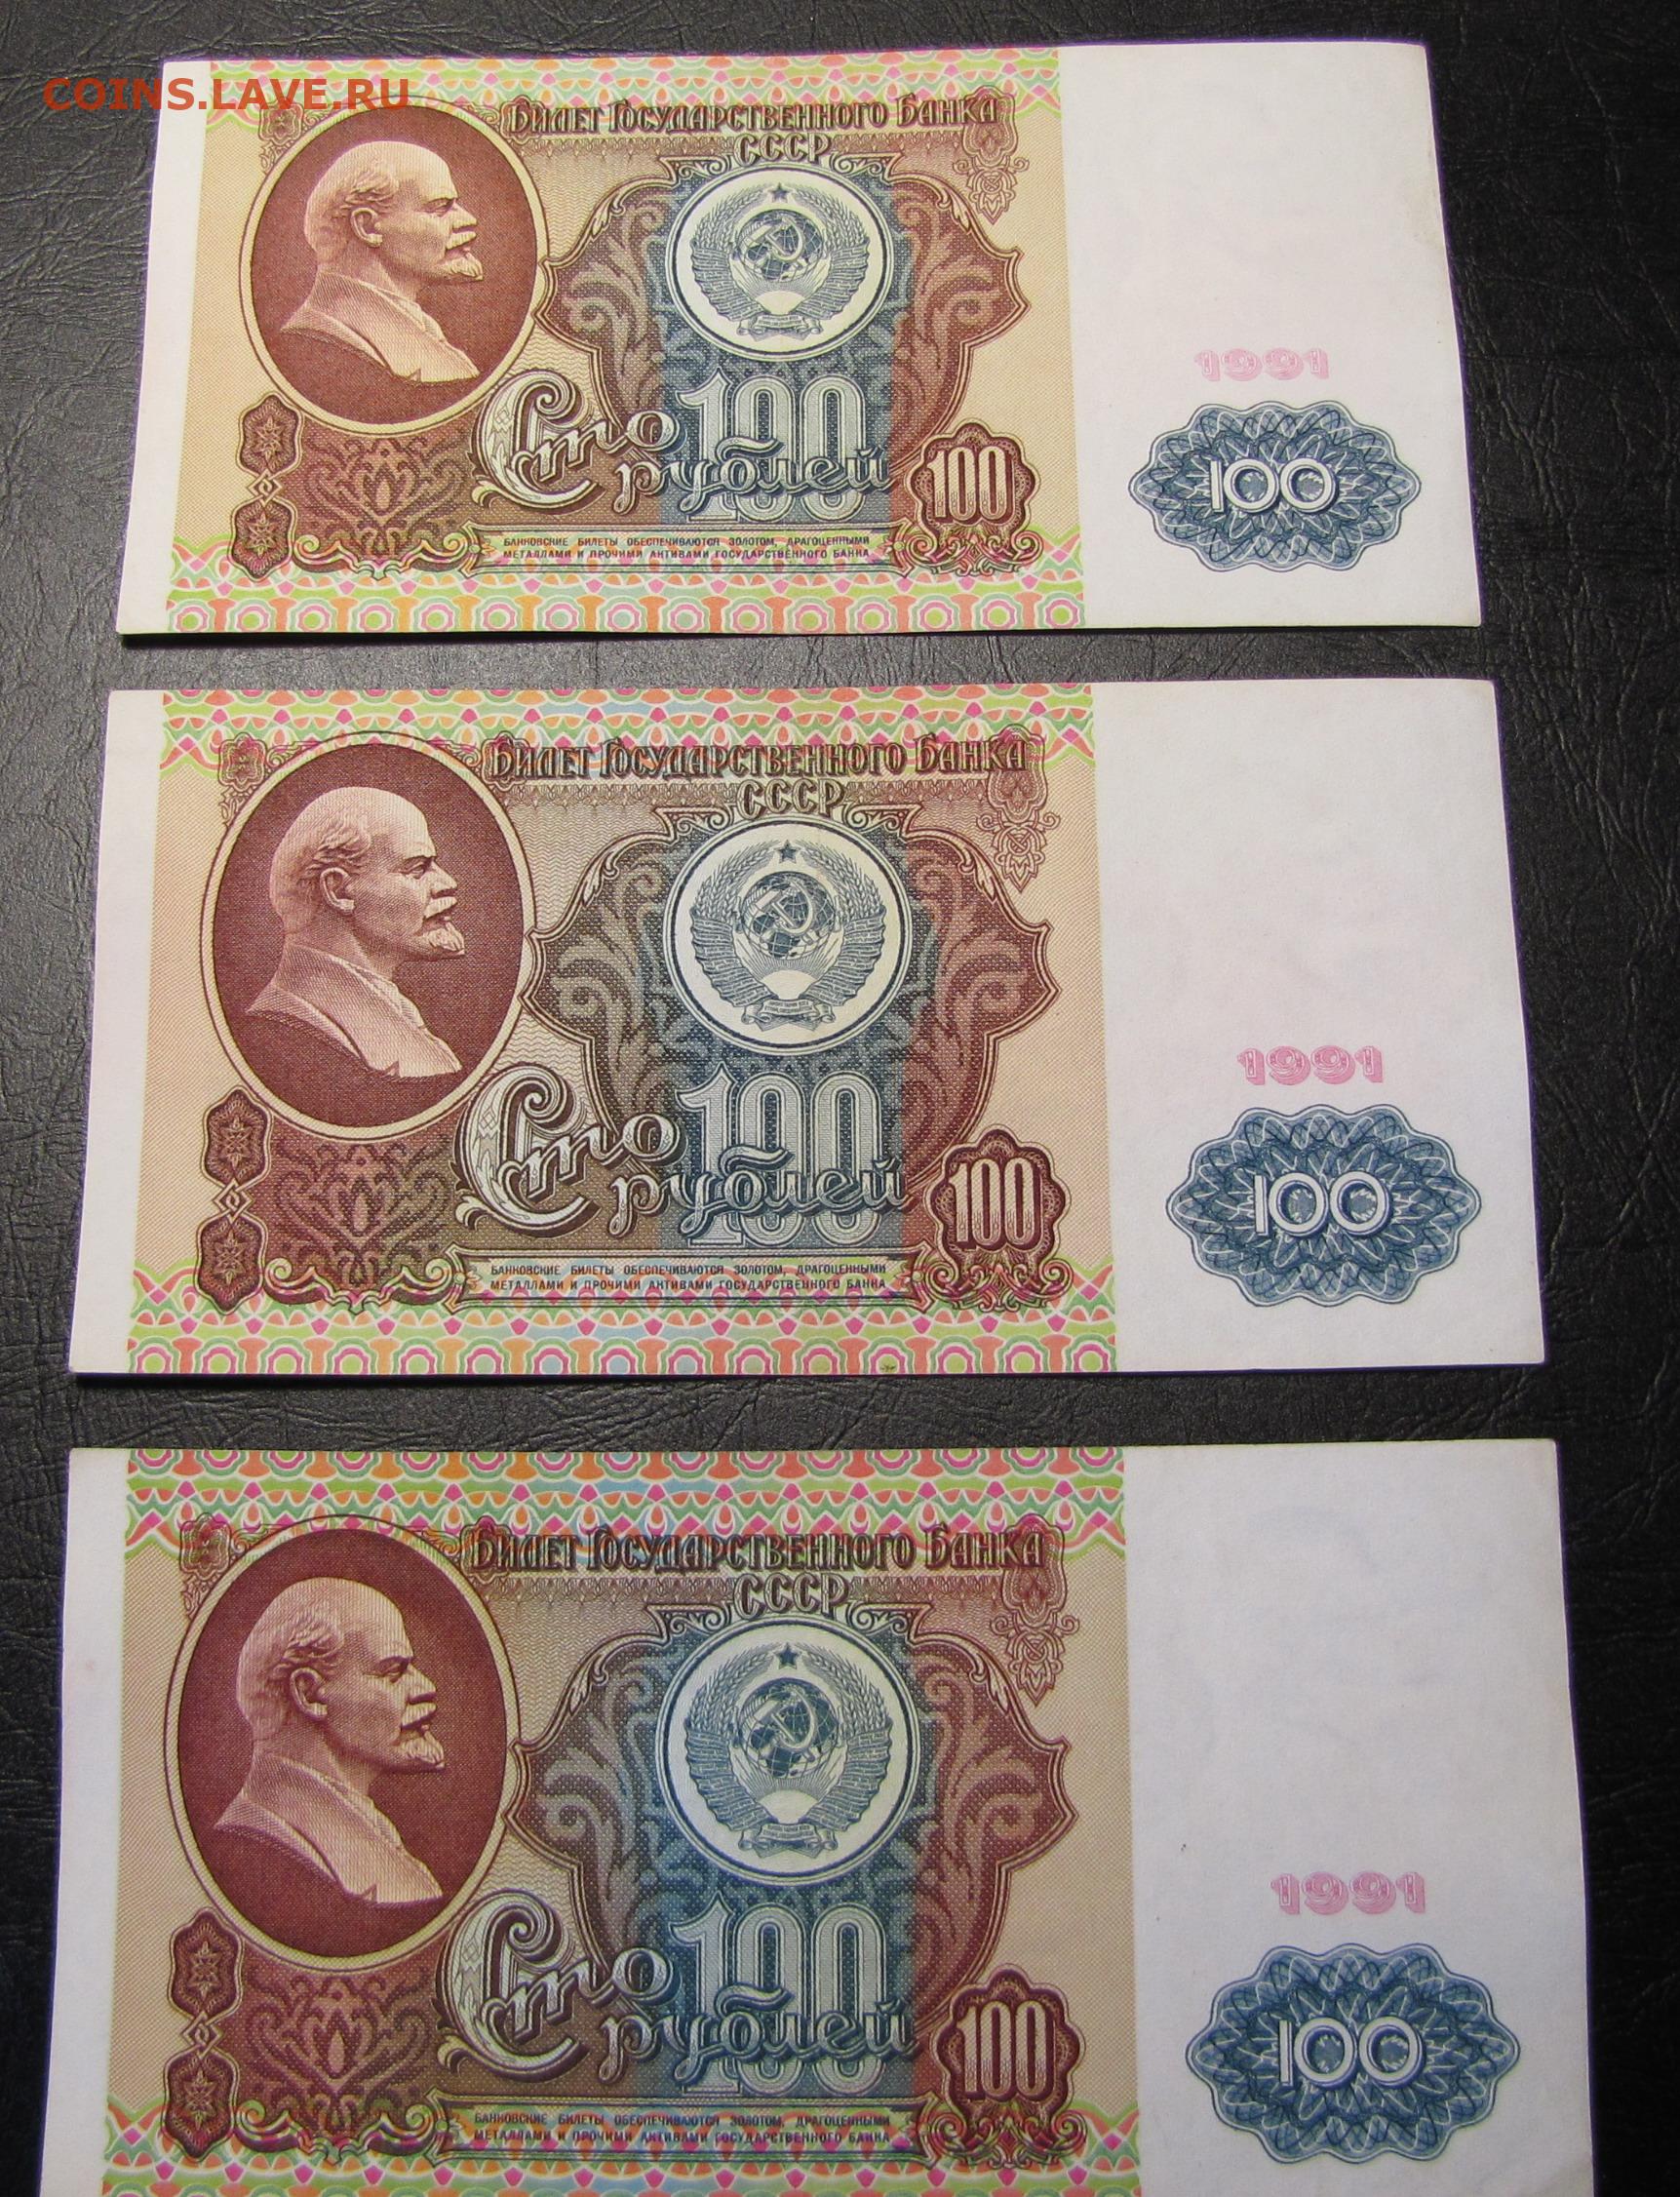 COINS.LAVE.RU
Билет Государственного Банка
СССР
1991
100
Сто
рублей
100
100
БАНКОВСКИЕ БИЛЕТЫ ОБЕСПЕЧИВАЮТСЯ ЗОЛОТОМ, ДРАГОЦЕННЫМИ
МЕТАЛЛАМИ И ПРОЧИМИ АКТИВАМИ ГОСУДАРСТВЕННОГО БАНКА
Билет Государственного Банка
СССР
1991
100
Сто
рублей
100
100
БАНКОВСКИЕ БИЛЕТЫ ОБЕСПЕЧИВАЮТСЯ ЗОЛОТОМ, ДРАГОЦЕННЫМИ
МЕТАЛЛАМИ И ПРОЧИМИ АКТИВАМИ ГОСУДАРСТВЕННОГО БАНКА
Билет Государственного Банка
СССР
1991
100
Сто
рублей
100
100
БАНКОВСКИЕ БИЛЕТЫ ОБЕСПЕЧИВАЮТСЯ ЗОЛОТОМ, ДРАГОЦЕННЫМИ
МЕТАЛЛАМИ И ПРОЧИМИ АКТИВАМИ ГОСУДАРСТВЕННОГО БАНКА